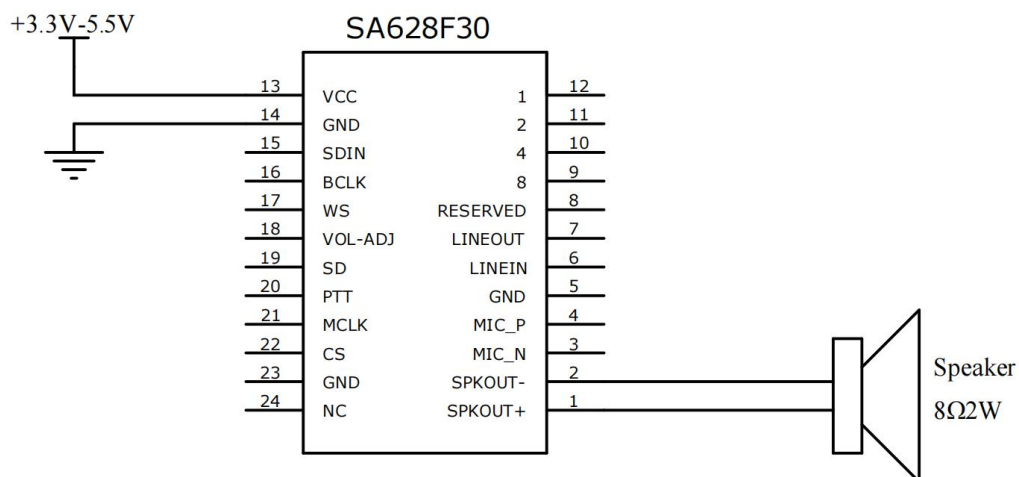 +3.3V-5.5V
SA628F30
13 VCC 1 12
14 GND 2 11
15 SDIN 4 10
16 BCLK 8 9
17 WS RESERVED 8
18 VOL-ADJ LINEOUT 7
19 SD LINEIN 6
20 PTT GND 5
21 MCLK MIC_P 4
22 CS MIC_N 3
23 GND SPKOUT- 2
24 NC SPKOUT+ 1
Speaker
8Ω2W